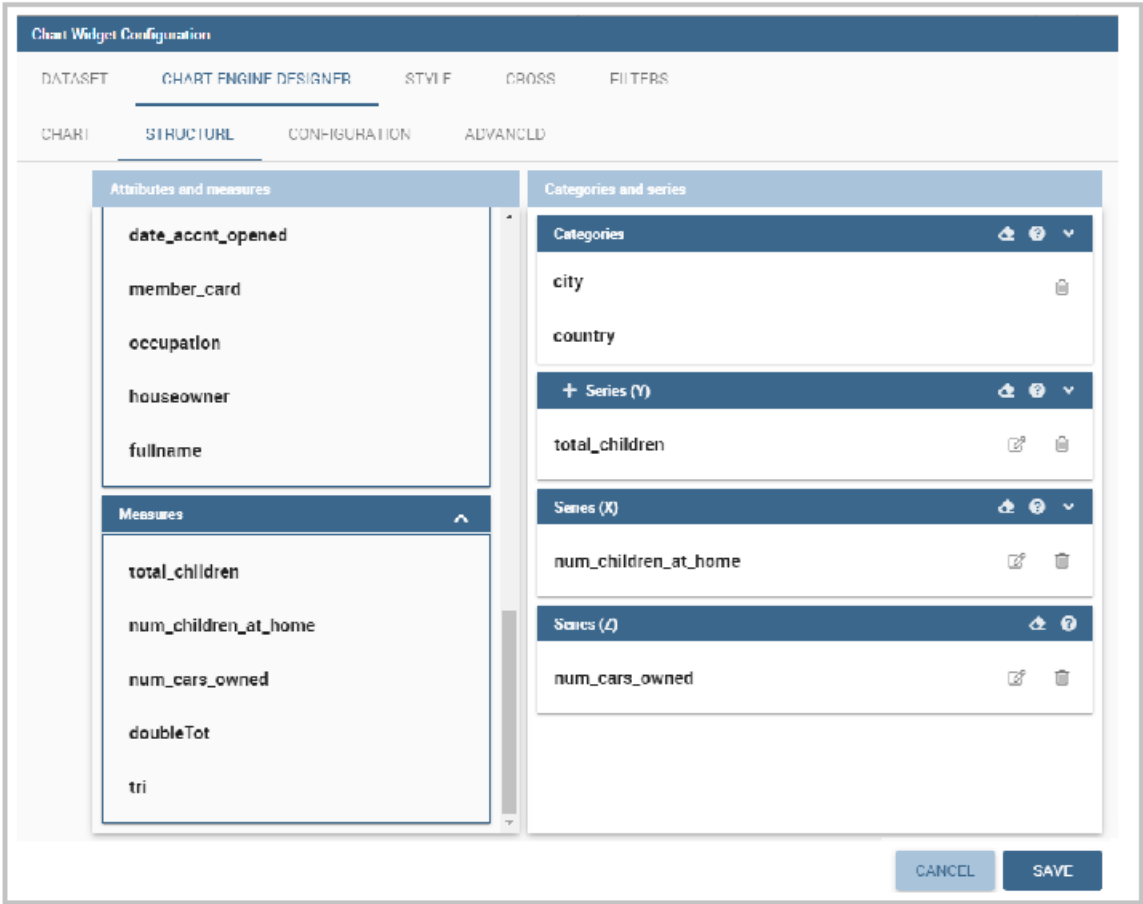 Chart Widget Configuration
DATASET CHART ENGINE DESIGNER STYLE CROSS FILTERS
CHART STRUCTURE CONFIGURATION ADVANCED
Attributes and measures
date_accnt_opened
member_card
occupation
houseowner
fullname
Measures
total_children
num_children_at_home
num_cars_owned
doubleTot
tri
Categories and series
Categories
city
country
+ Series (Y)
total_children
Series (X)
num_children_at_home
Series (Z)
num_cars_owned
CANCEL SAVE